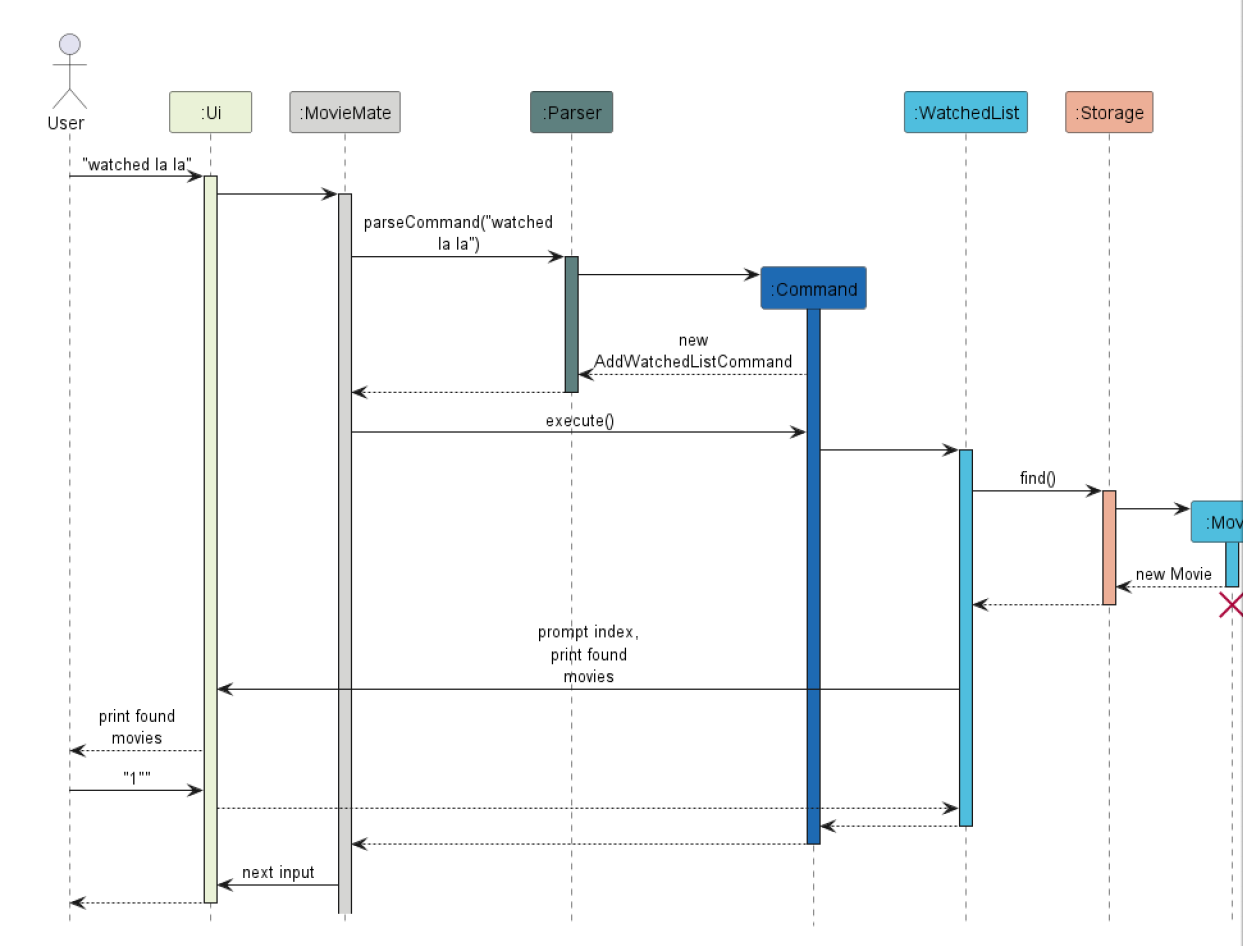 User
:Ui
:MovieMate
:Parser
:WatchedList
:Storage
"watched la la"
parseCommand("watched
la la")
:Command
new
AddWatchedListCommand
execute()
find()
:Mov
new Movie
prompt index,
print found
movies
print found
movies
"1""
next input